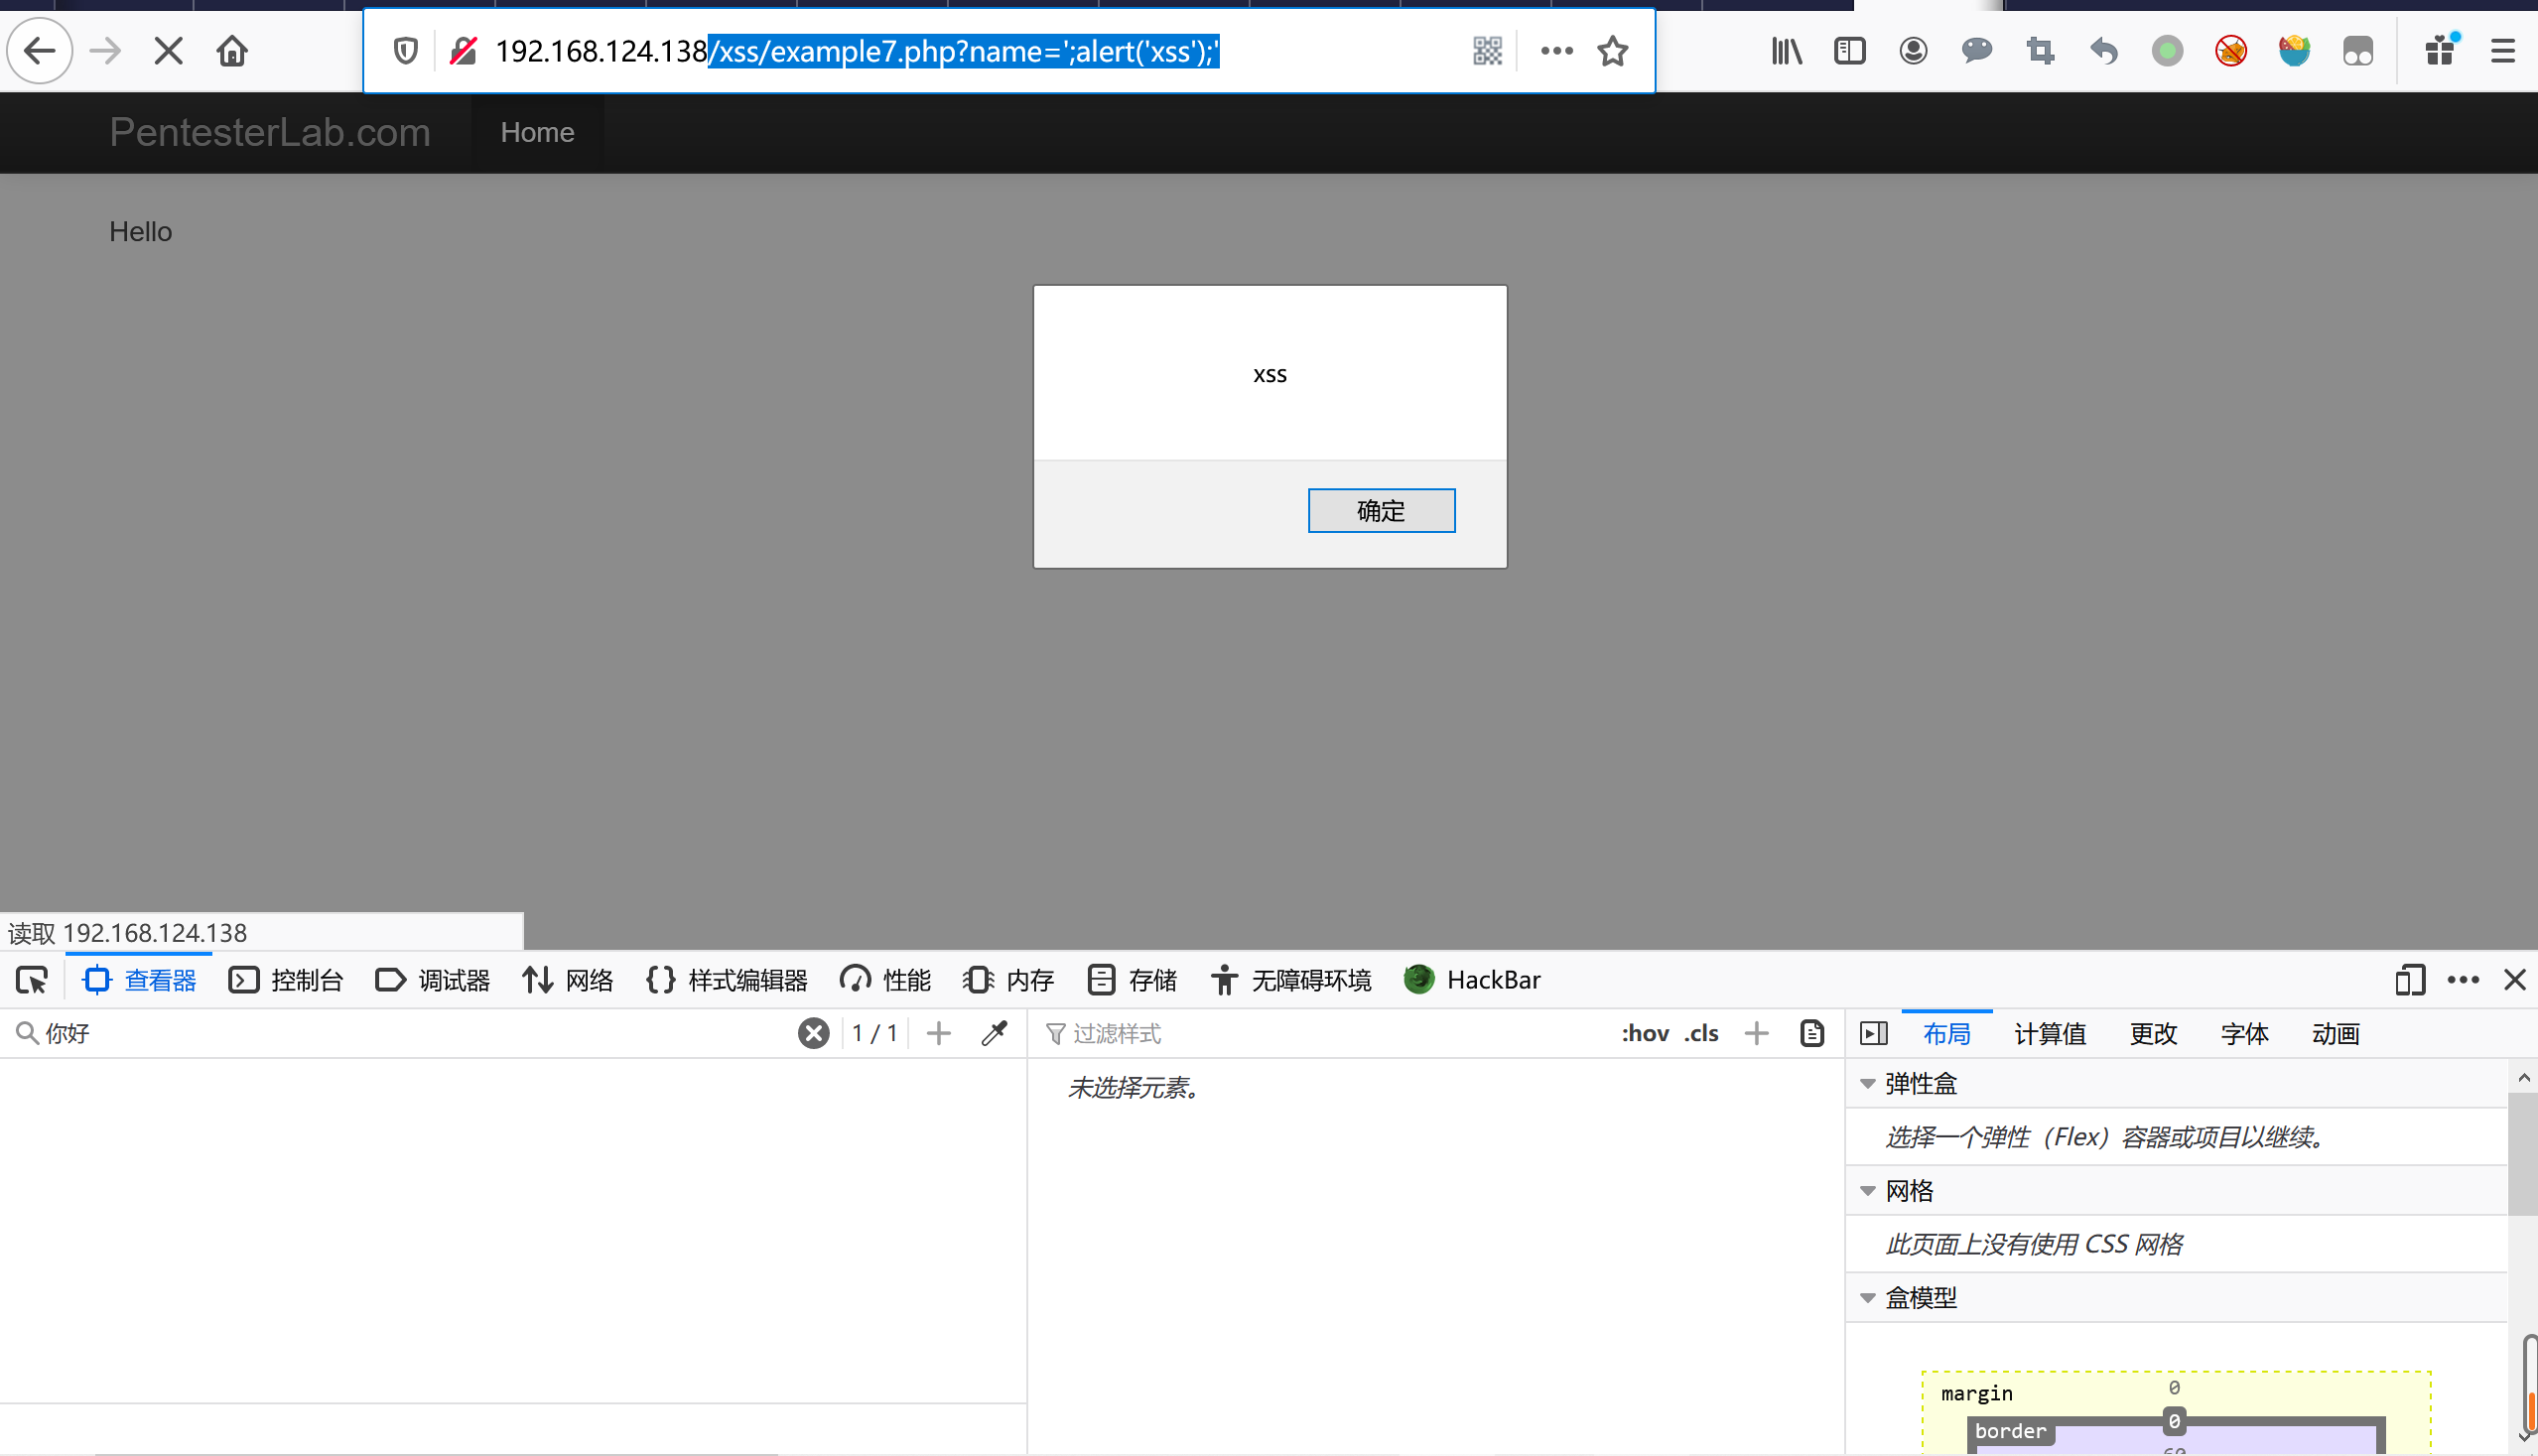 192.168.124.138/xss/example7.php?name=';alert('xss');'
PentesterLab.com Home
Hello
xss
确定
读取 192.168.124.138
查看器 控制台 调试器 网络 样式编辑器 性能 内存 存储 无障碍环境 HackBar
你好 1 / 1 过滤样式 :hov .cls 布局 计算值 更改 字体 动画
未选择元素。
弹性盒
选择一个弹性（Flex）容器或项目以继续。
网格
此页面上没有使用 CSS 网格
盒模型
margin 0
border 0